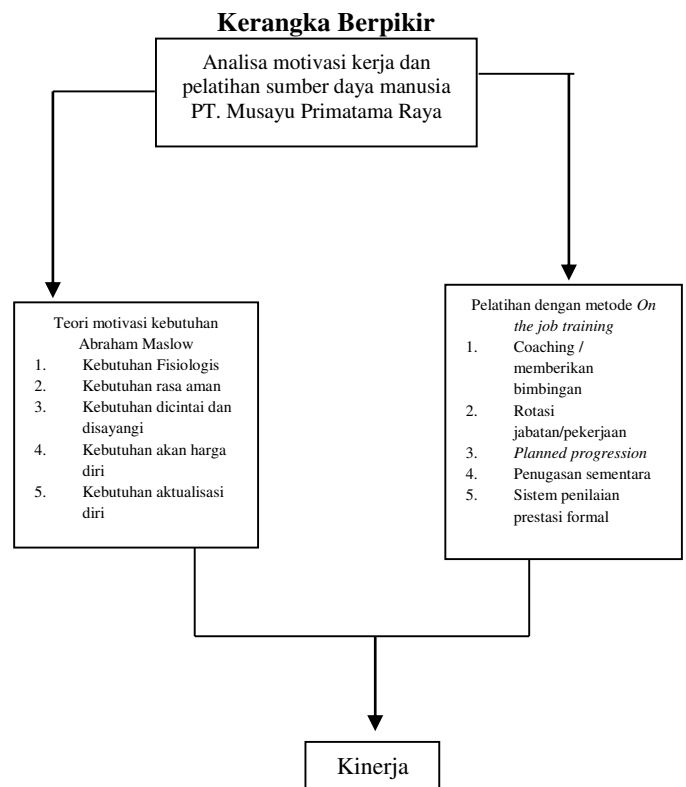 Kerangka Berpikir
Analisa motivasi kerja dan
pelatihan sumber daya manusia
PT. Musayu Primatama Raya
Teori motivasi kebutuhan
Abraham Maslow
1. Kebutuhan Fisiologis
2. Kebutuhan rasa aman
3. Kebutuhan dicintai dan
disayangi
4. Kebutuhan akan harga
diri
5. Kebutuhan aktualisasi
diri
Pelatihan dengan metode On
the job training
1. Coaching /
memberikan
bimbingan
2. Rotasi
jabatan/pekerjaan
3. Planned progression
4. Penugasan sementara
5. Sistem penilaian
prestasi formal
Kinerja